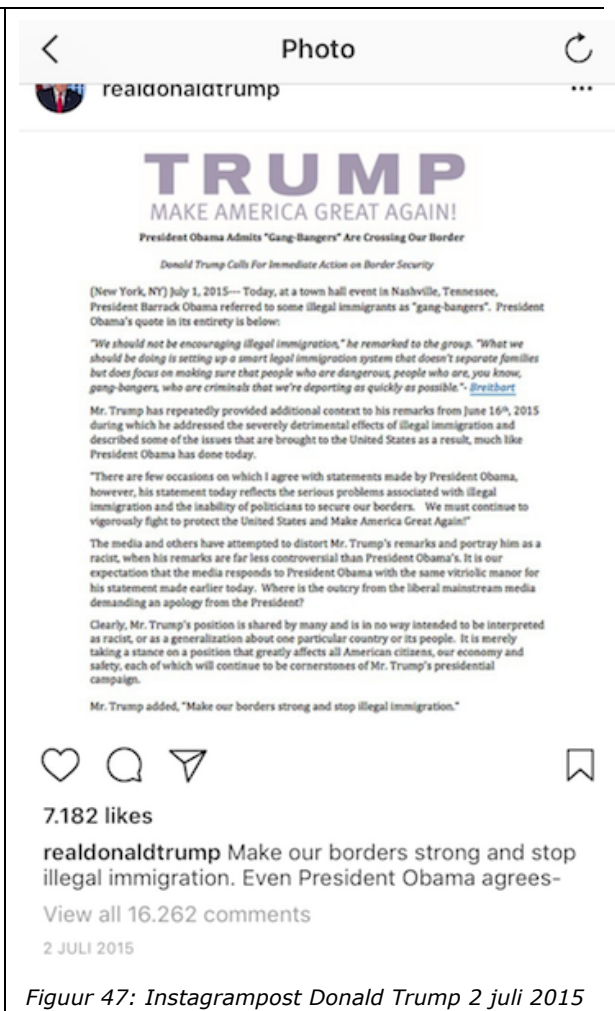 Photo
realdonaldtrump
TRUMP
MAKE AMERICA GREAT AGAIN!
President Obama Admits "Gang-Bangers" Are Crossing Our Border
Donald Trump Calls For Immediate Action on Border Security
(New York, NY) July 1, 2015--- Today, at a town hall event in Nashville, Tennessee,
President Barrack Obama referred to some illegal immigrants as "gang-bangers". President
Obama's quote in its entirety is below:
"We should not be encouraging illegal immigration," he remarked to the group. "What we
should be doing is setting up a smart legal immigration system that doesn't separate families
but does focus on making sure that people who are dangerous, people who are, you know,
gang-bangers, who are criminals that we're deporting as quickly as possible."- Breitbart
Mr. Trump has repeatedly provided additional context to his remarks from June 16th, 2015
during which he addressed the severely detrimental effects of illegal immigration and
described some of the issues that are brought to the United States as a result, much like
President Obama has done today.
"There are few occasions on which I agree with statements made by President Obama,
however, his statement today reflects the serious problems associated with illegal
immigration and the inability of politicians to secure our borders. We must continue to
vigorously fight to protect the United States and Make America Great Again!"
The media and others have attempted to distort Mr. Trump's remarks and portray him as a
racist, when his remarks are far less controversial than President Obama's. It is our
expectation that the media responds to President Obama with the same vitriolic manor for
his statement made earlier today. Where is the outcry from the liberal mainstream media
demanding an apology from the President?
Clearly, Mr. Trump's position is shared by many and is in no way intended to be interpreted
as racist, or as a generalization about one particular country or its people. It is merely
taking a stance on a position that greatly affects all American citizens, our economy and
safety, each of which will continue to be cornerstones of Mr. Trump's presidential
campaign.
Mr. Trump added, "Make our borders strong and stop illegal immigration."
7.182 likes
realdonaldtrump Make our borders strong and stop
illegal immigration. Even President Obama agrees-
View all 16.262 comments
2 JULI 2015
Figuur 47: Instagrampost Donald Trump 2 juli 2015